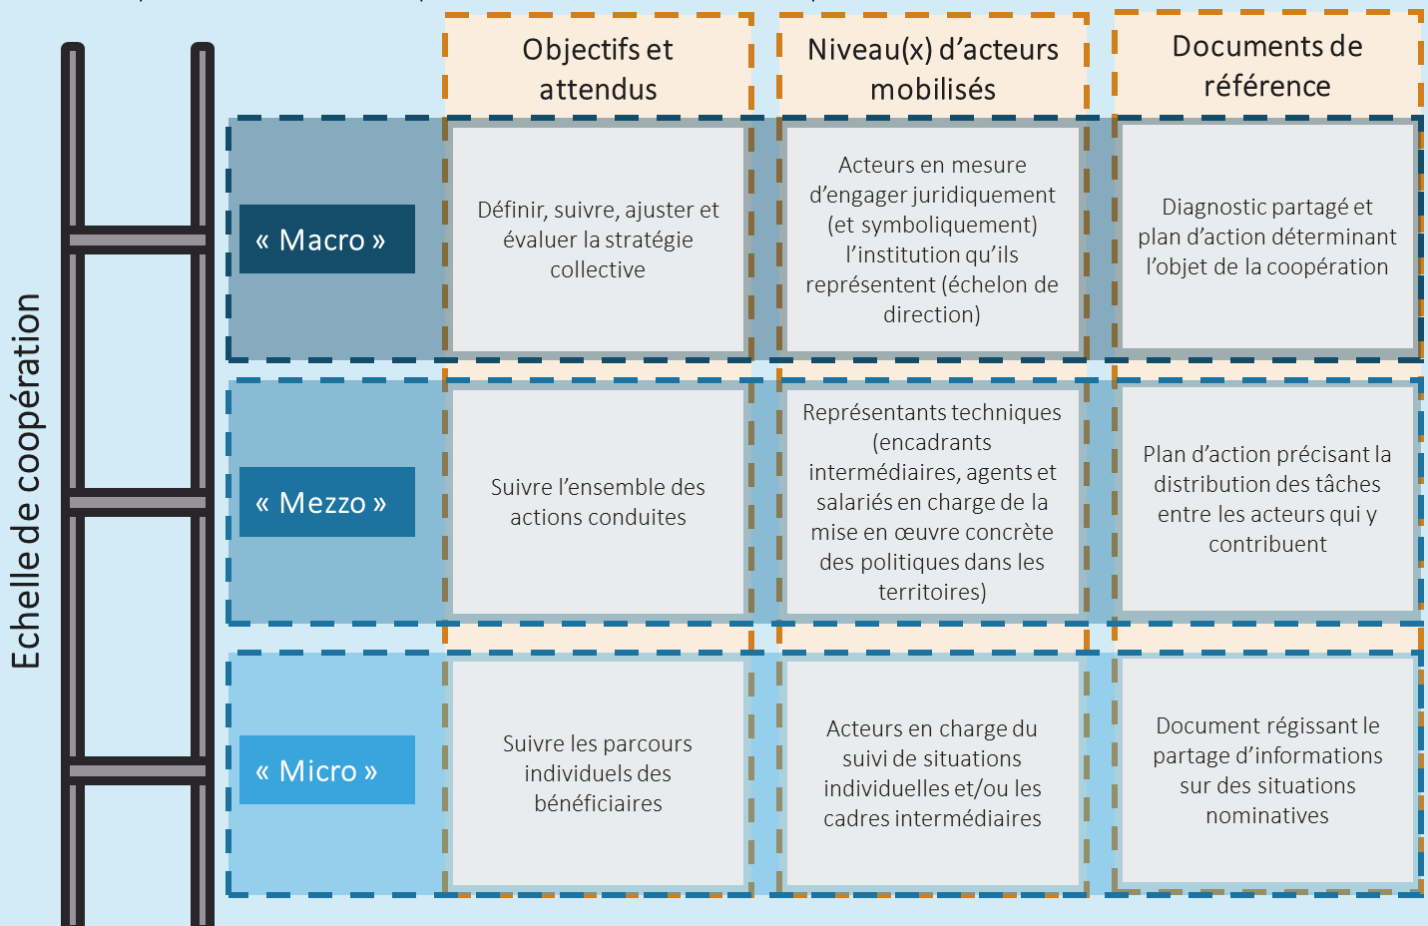 Objectifs et
attendus
Niveau(x) d’acteurs
mobilisés
Documents de
référence
Echelle de coopération
« Macro »
Définir, suivre, ajuster et
évaluer la stratégie
collective
Acteurs en mesure
d’engager juridiquement
(et symboliquement)
l’institution qu’ils
représentent (échelon de
direction)
Diagnostic partagé et
plan d’action déterminant
l’objet de la coopération
« Mezzo »
Suivre l’ensemble des
actions conduites
Représentants techniques
(encadrants
intermédiaires, agents et
salariés en charge de la
mise en œuvre concrète
des politiques dans les
territoires)
Plan d’action précisant la
distribution des tâches
entre les acteurs qui y
contribuent
« Micro »
Suivre les parcours
individuels des
bénéficiaires
Acteurs en charge du
suivi de situations
individuelles et/ou les
cadres intermédiaires
Document régissant le
partage d’informations
sur des situations
nominatives